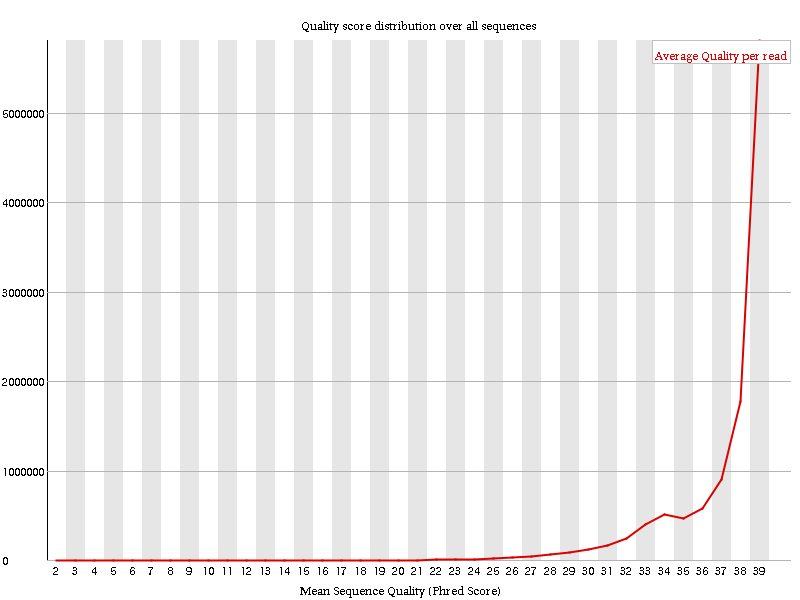 Quality score distribution over all sequences
Average Quality per read
5000000
4000000
3000000
2000000
1000000
0
2 3 4 5 6 7 8 9 10 11 12 13 14 15 16 17 18 19 20 21 22 23 24 25 26 27 28 29 30 31 32 33 34 35 36 37 38 39
Mean Sequence Quality (Phred Score)